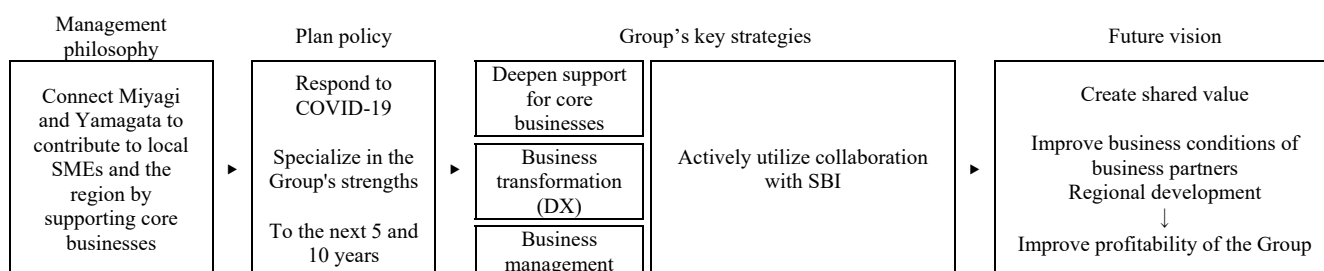 Management
philosophy
Plan policy
Group's key strategies
Future vision
Connect Miyagi
and Yamagata to
contribute to local
SMEs and the
region by
supporting core
businesses
▶
Respond to
COVID-19
Specialize in the
Group's strengths
To the next 5 and
10 years
▶
Deepen support
for core
businesses
Business
transformation
(DX)
Business
management
Actively utilize collaboration
with SBI
▶
Create shared value
Improve business conditions of
business partners
Regional development
↓
Improve profitability of the Group